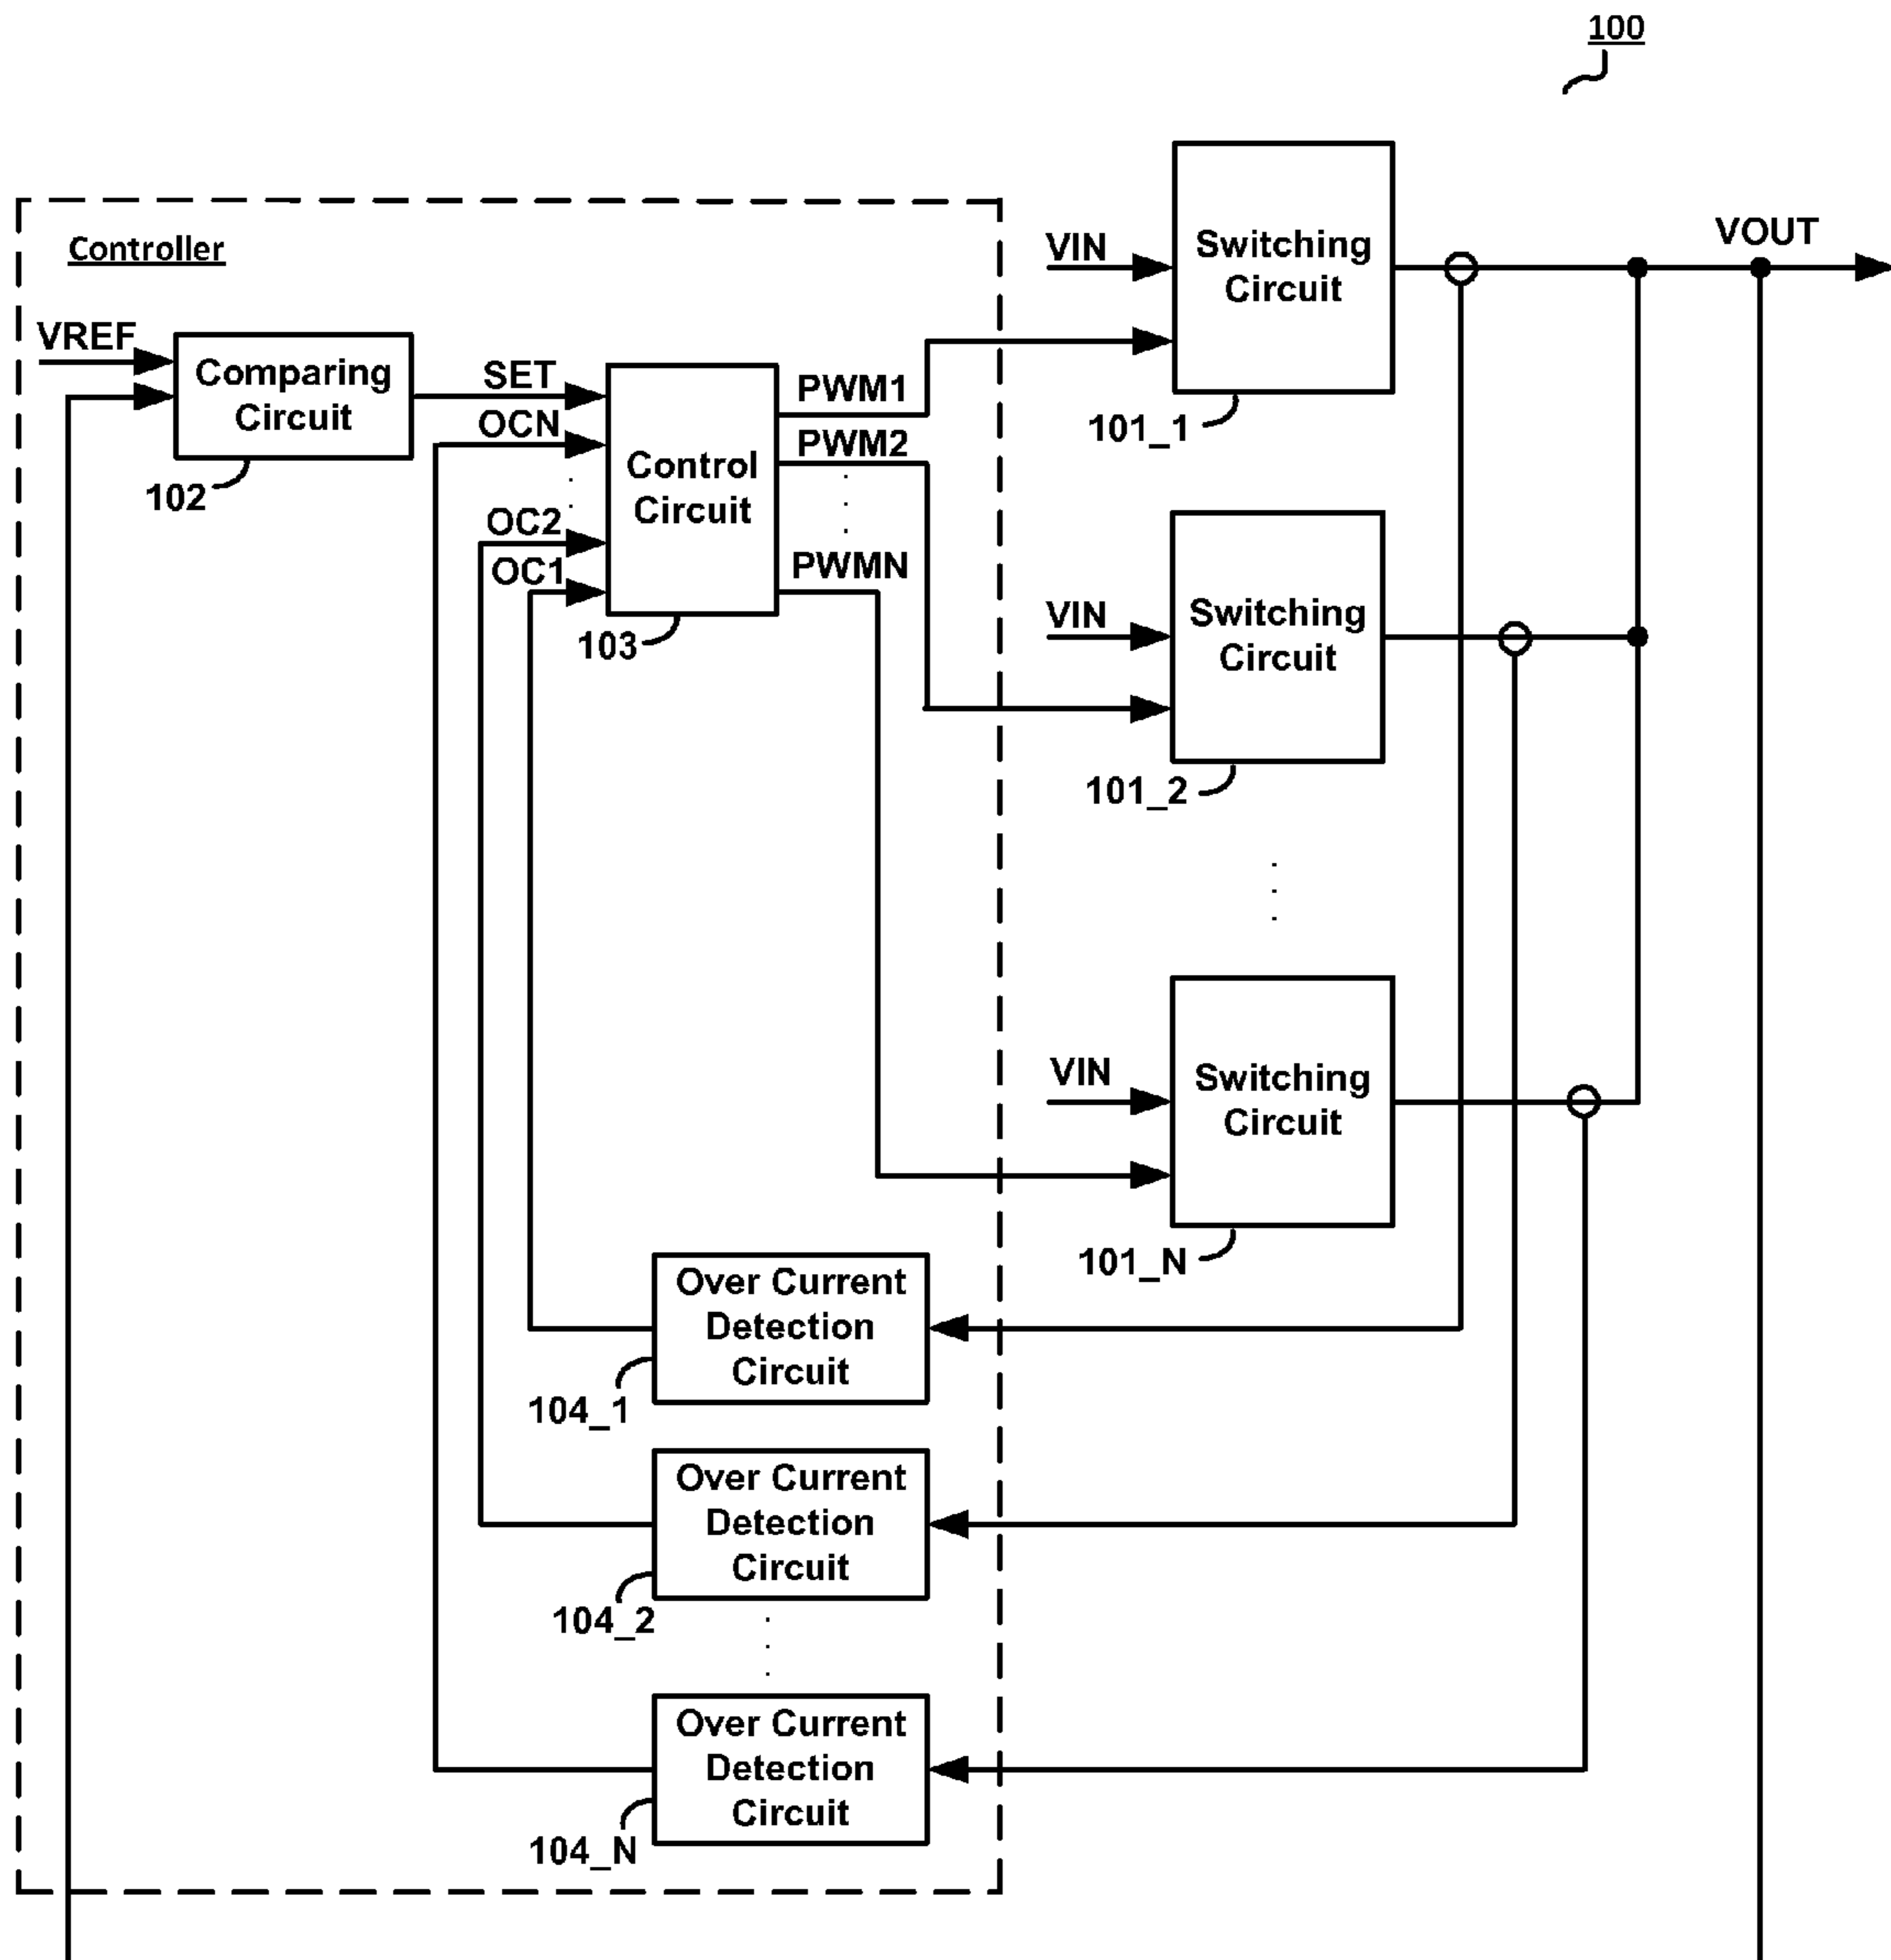 100
Controller
VREF
Comparing
Circuit
102
SET
OCN
OC2
OC1
Control
Circuit
103
PWM1
PWM2
PWMN
VIN
Switching
Circuit
101_1
VOUT
VIN
Switching
Circuit
101_2
VIN
Switching
Circuit
101_N
Over Current
Detection
Circuit
104_1
Over Current
Detection
Circuit
104_2
Over Current
Detection
Circuit
104_N